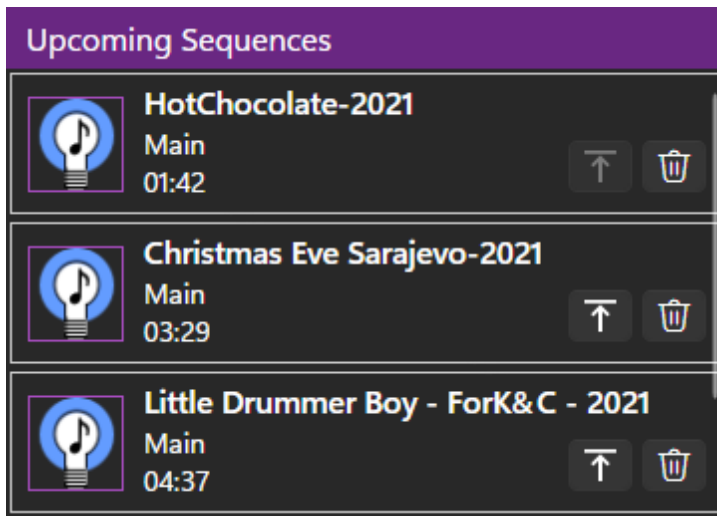 Upcoming Sequences
HotChocolate-2021
Main
01:42
Christmas Eve Sarajevo-2021
Main
03:29
Little Drummer Boy - ForK&C - 2021
Main
04:37